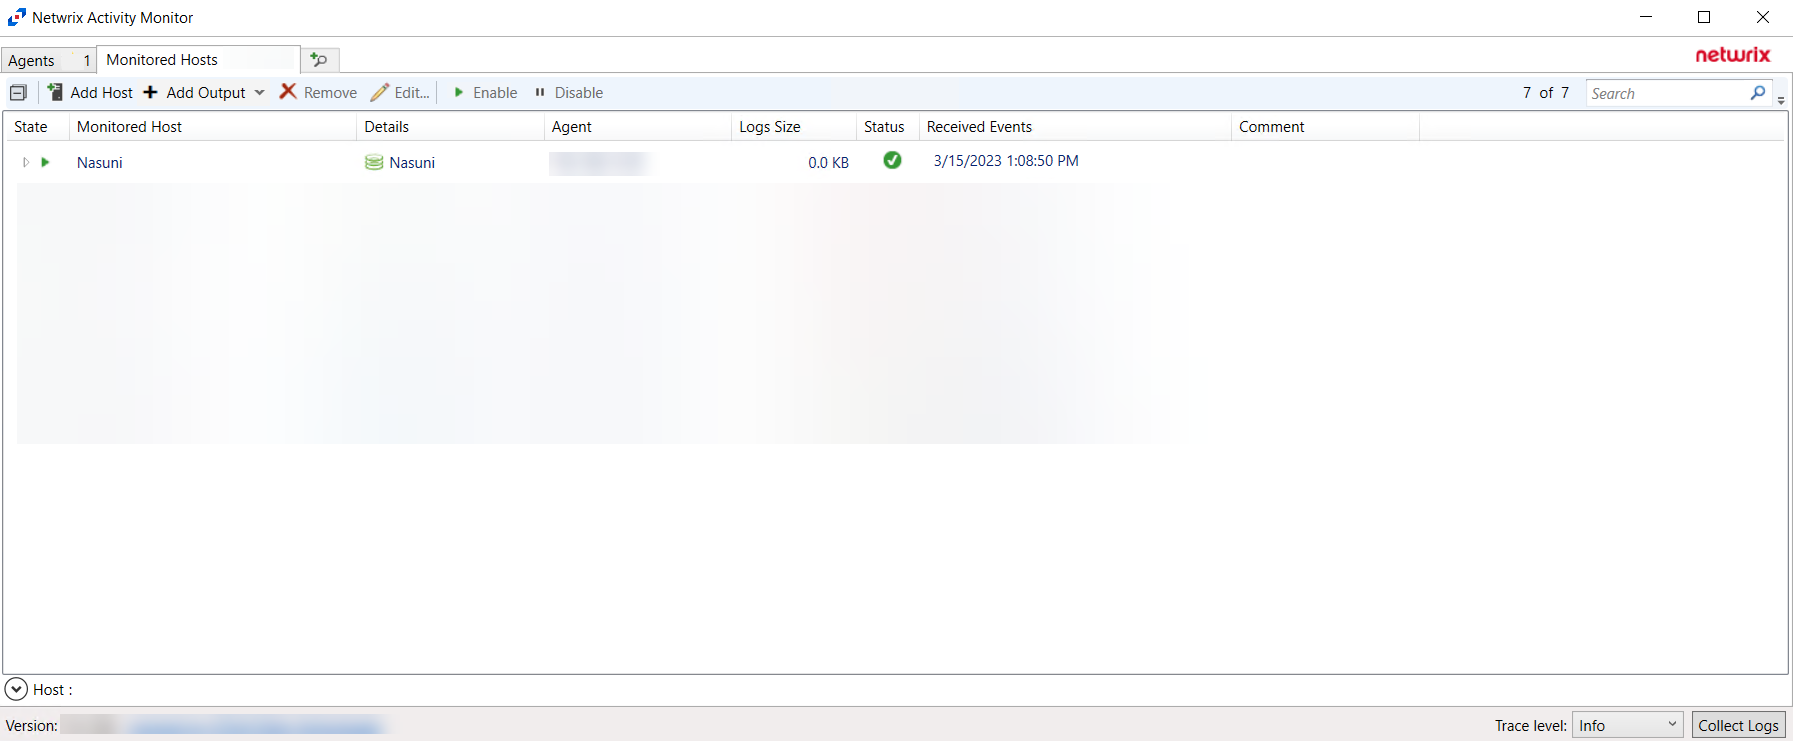 Netwrix Activity Monitor
Agents 1 Monitored Hosts
netwrix
Add Host Add Output Remove Edit... Enable Disable 7 of 7 Search
State Monitored Host Details Agent Logs Size Status Received Events Comment
Nasuni Nasuni 0.0 KB 3/15/2023 1:08:50 PM
Host :
Version: Trace level: Info Collect Logs